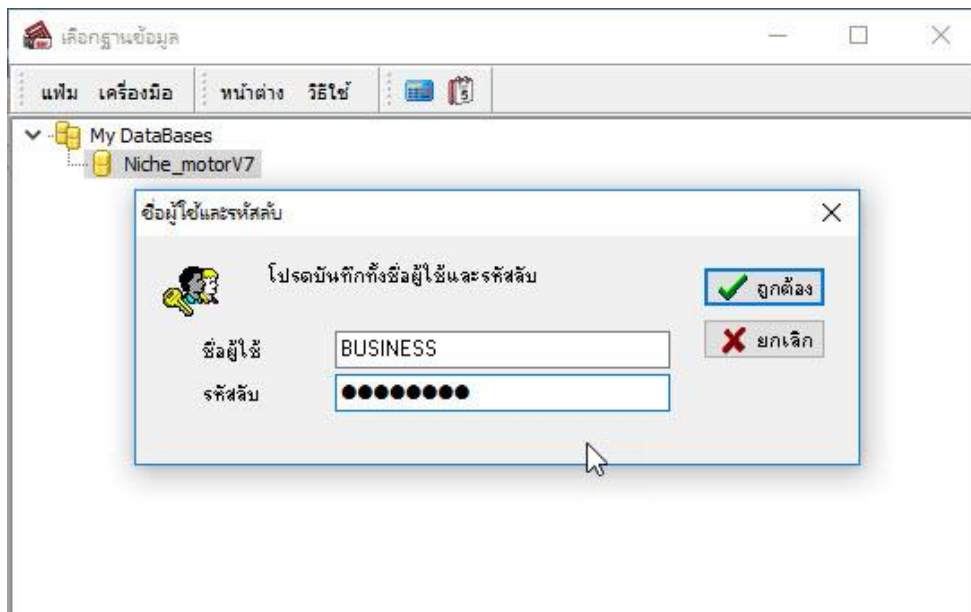 เลือกฐานข้อมูล
แฟ้ม เครื่องมือ หน้าต่าง วิธีใช้ 5
My DataBases
Niche_motorV7
ชื่อผู้ใช้และรหัสลับ
โปรดบันทึกทั้งชื่อผู้ใช้และรหัสลับ
ถูกต้อง
ยกเลิก
ชื่อผู้ใช้ BUSINESS
รหัสลับ ●●●●●●●●